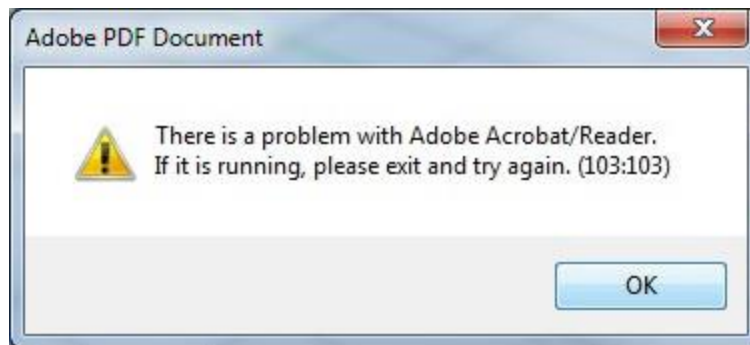 Adobe PDF Document
There is a problem with Adobe Acrobat/Reader.
If it is running, please exit and try again. (103:103)
OK